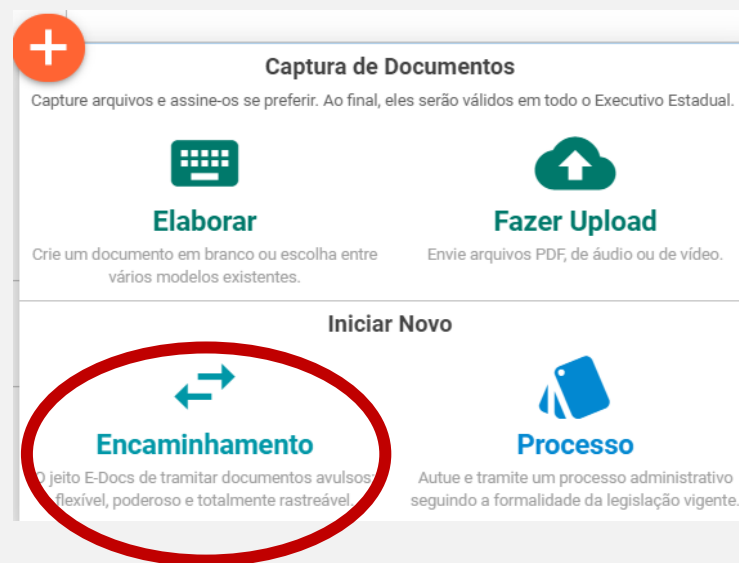 Captura de Documentos
Capture arquivos e assine-os se preferir. Ao final, eles serão válidos em todo o Executivo Estadual.
Elaborar
Crie um documento em branco ou escolha entre
vários modelos existentes.
Fazer Upload
Envie arquivos PDF, de áudio ou de vídeo.
Iniciar Novo
Encaminhamento
O jeito E-Docs de tramitar documentos avulsos:
flexível, poderoso e totalmente rastreável.
Processo
Autue e tramite um processo administrativo
seguindo a formalidade da legislação vigente.